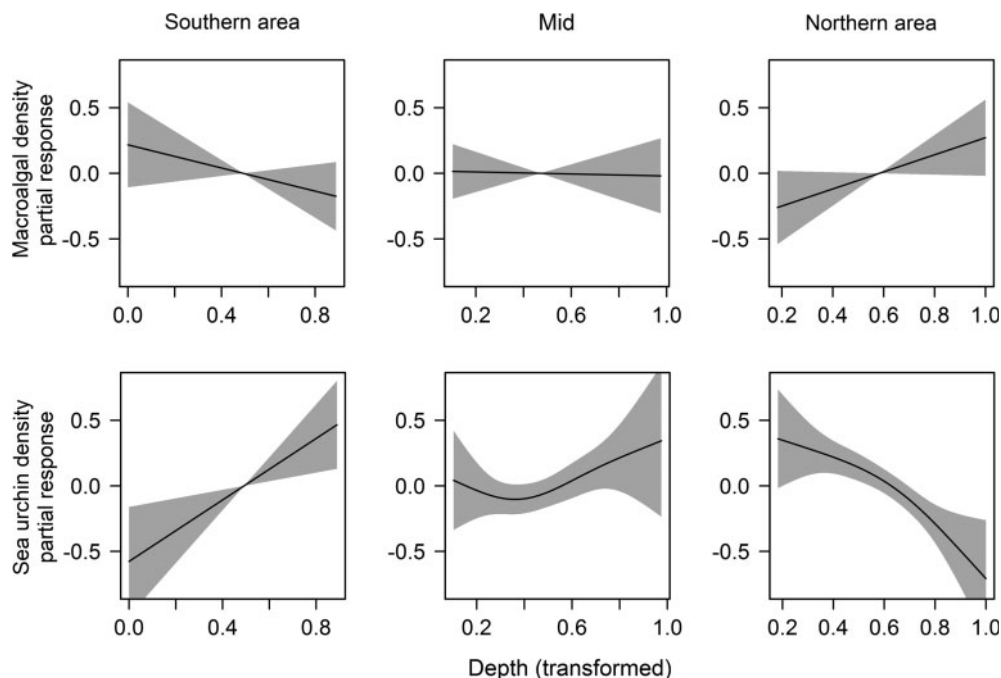 Southern area
Mid
Northern area
Macroalgal density
partial response
0.5
0.0
-0.5
0.0 0.4 0.8
0.5
0.0
-0.5
0.2 0.6 1.0
0.5
0.0
-0.5
0.2 0.4 0.6 0.8 1.0
Sea urchin density
partial response
0.5
0.0
-0.5
0.0 0.4 0.8
0.5
0.0
-0.5
0.2 0.6 1.0
0.5
0.0
-0.5
0.2 0.4 0.6 0.8 1.0
Depth (transformed)